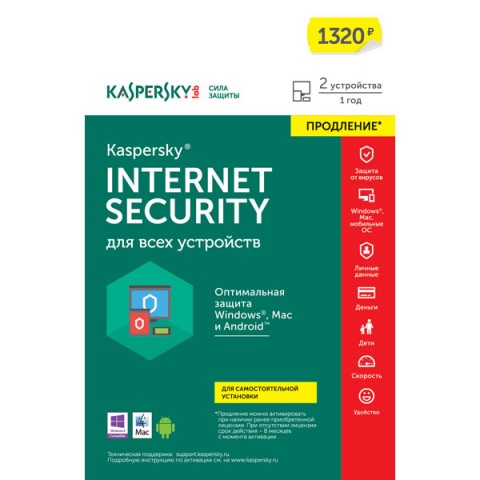 1320 ₽
KASPERSKY lab
СИЛА
ЗАЩИТЫ
2 устройства
1 год
ПРОДЛЕНИЕ*
Kaspersky®
INTERNET
SECURITY
для всех устройств
Оптимальная
защита
Windows®, Mac
и Android™
Защита
от вирусов
Windows®,
Mac,
мобильные
ОС
Личные
данные
Деньги
Дети
Скорость
Удобство
ДЛЯ САМОСТОЯТЕЛЬНОЙ
УСТАНОВКИ
*Продление можно активировать
при наличии ранее приобретенной
лицензии. При отсутствии лицензии
срок действия – 8 месяцев
с момента активации.
Mac
Техническая поддержка: support.kaspersky.ru
Подробную инструкцию по активации см. на www.kaspersky.ru